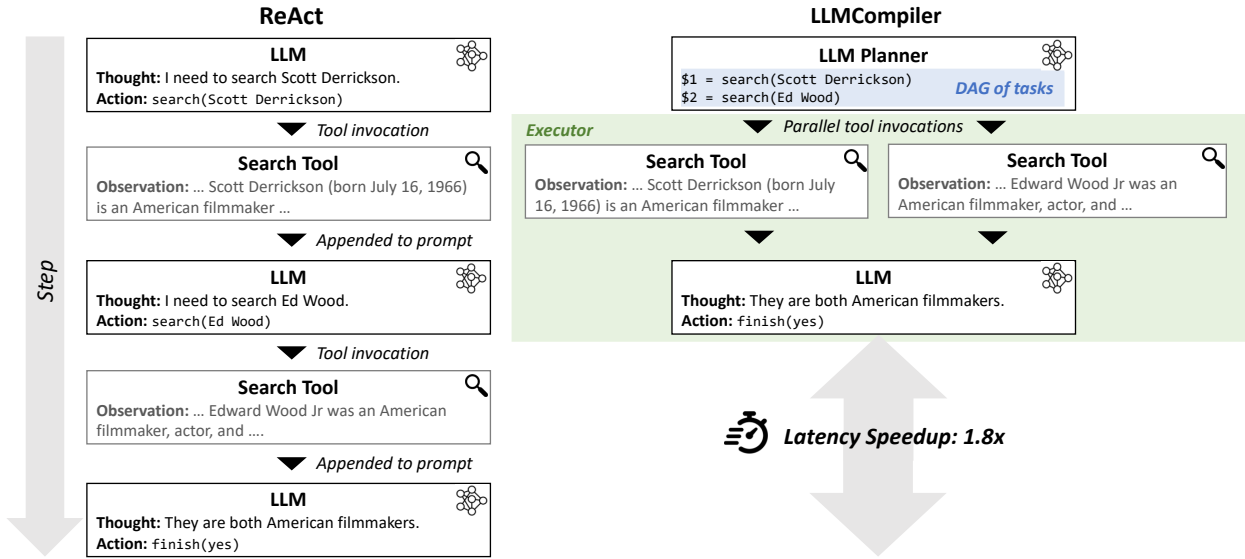 ReAct
Step
LLM
Thought: I need to search Scott Derrickson.
Action: search(Scott Derrickson)
Tool invocation
Search Tool
Observation: ... Scott Derrickson (born July 16, 1966)
is an American filmmaker ...
Appended to prompt
LLM
Thought: I need to search Ed Wood.
Action: search(Ed Wood)
Tool invocation
Search Tool
Observation: ... Edward Wood Jr was an American
filmmaker, actor, and ....
Appended to prompt
LLM
Thought: They are both American filmmakers.
Action: finish(yes)
LLMCompiler
LLM Planner
$1 = search(Scott Derrickson)
$2 = search(Ed Wood)
DAG of tasks
Executor
Parallel tool invocations
Search Tool
Observation: ... Scott Derrickson (born July
16, 1966) is an American filmmaker ...
Search Tool
Observation: ... Edward Wood Jr was an
American filmmaker, actor, and ...
LLM
Thought: They are both American filmmakers.
Action: finish(yes)
Latency Speedup: 1.8x